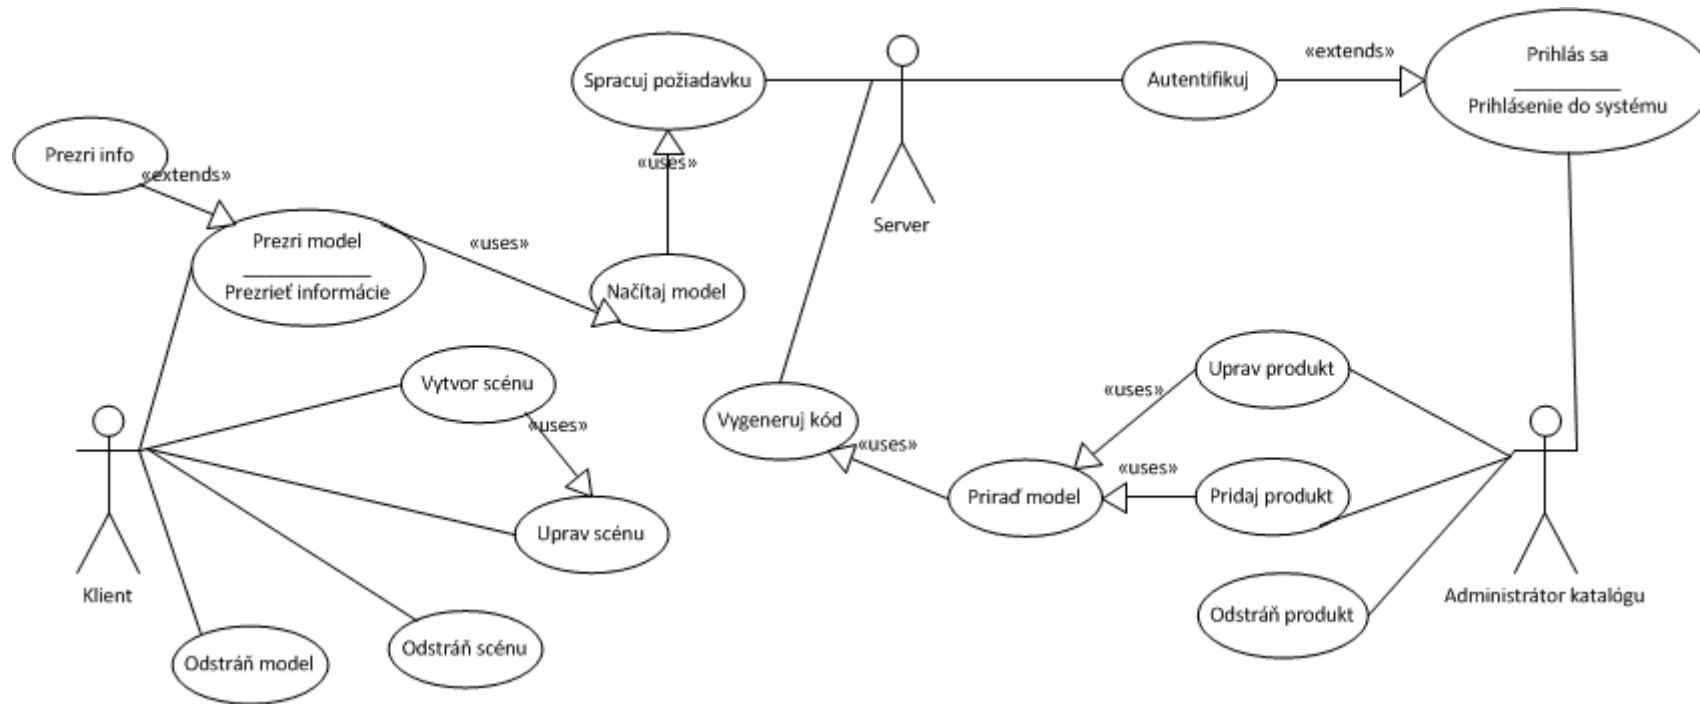 Prihlás sa
Prihlásenie do systému
«extends»
Autentifikuj
Spracuj požiadavku
Server
«uses»
Prezri info
«extends»
Prezri model
Prezrieť informácie
«uses»
Načítaj model
Vytvor scénu
«uses»
Uprav scénu
Klient
Odstráň model
Odstráň scénu
Vygeneruj kód
«uses»
Priraď model
«uses»
Uprav produkt
«uses»
Pridaj produkt
Odstráň produkt
Administrátor katalógu